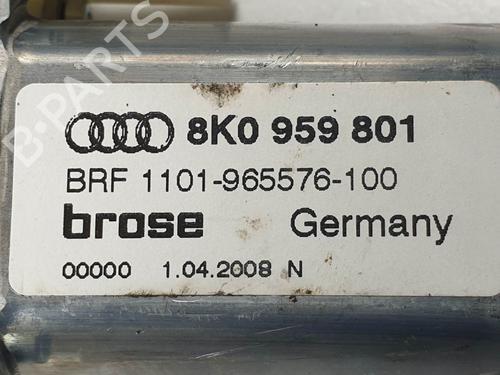 8K0 959 801
BRF 1101-965576-100
brose Germany
00000 1.04.2008 N
B-PARTS